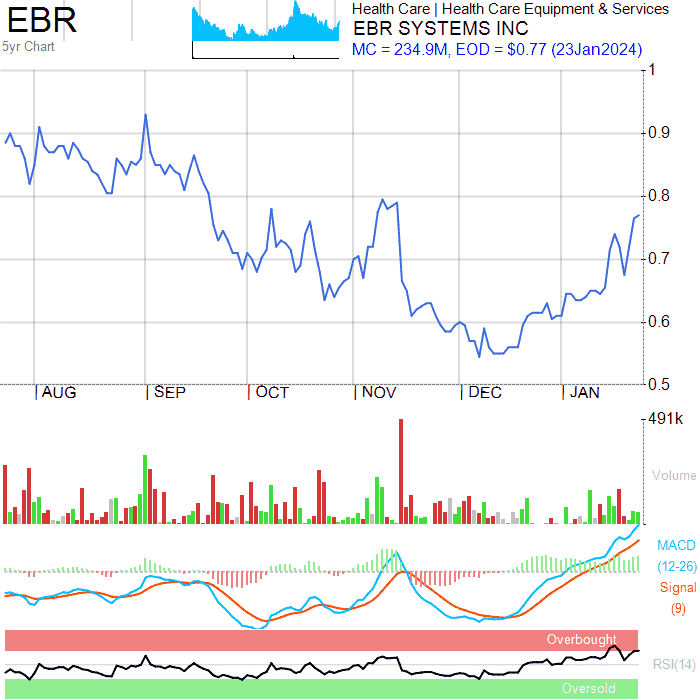 EBR
5yr Chart
Health Care | Health Care Equipment & Services
EBR SYSTEMS INC
MC = 234.9M, EOD = $0.77 (23Jan2024)
1
0.9
0.8
0.7
0.6
0.5
AUG SEP OCT NOV DEC JAN
491k
Volume
MACD
(12-26)
Signal
(9)
Overbought
RSI(14)
Oversold